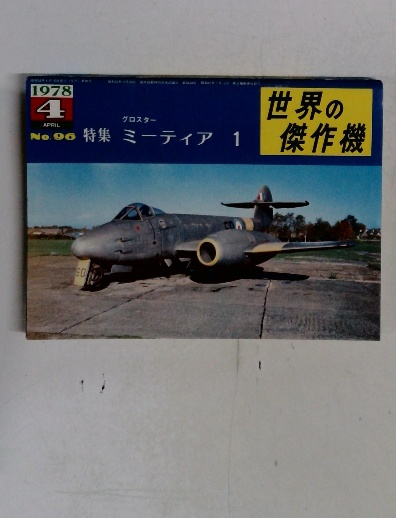 1978
4
APRIL
No.96
特集
グロスター
ミーティア 1
世界の
傑作機